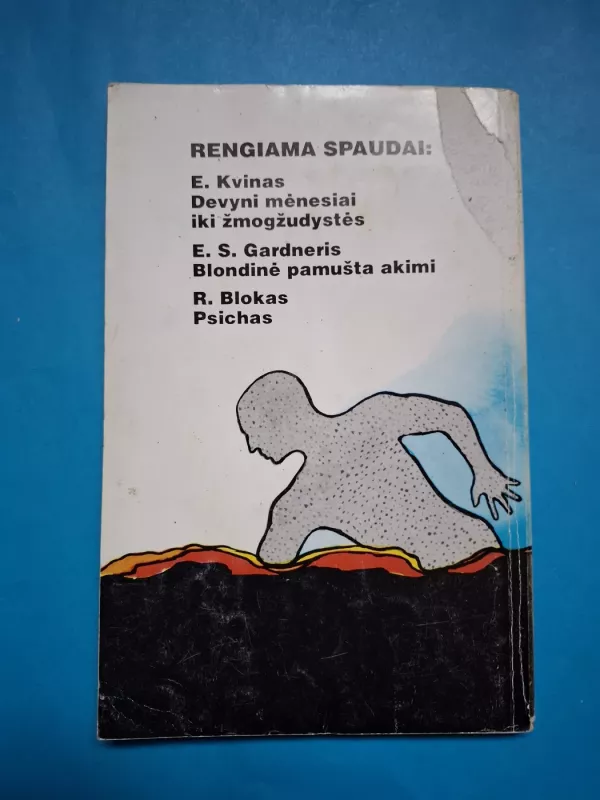 RENGIAMA SPAUDAI:
E. Kvinas
Devyni mėnesiai
iki žmogžudystės
E. S. Gardneris
Blondinė pamušta akimi
R. Blokas
Psichas